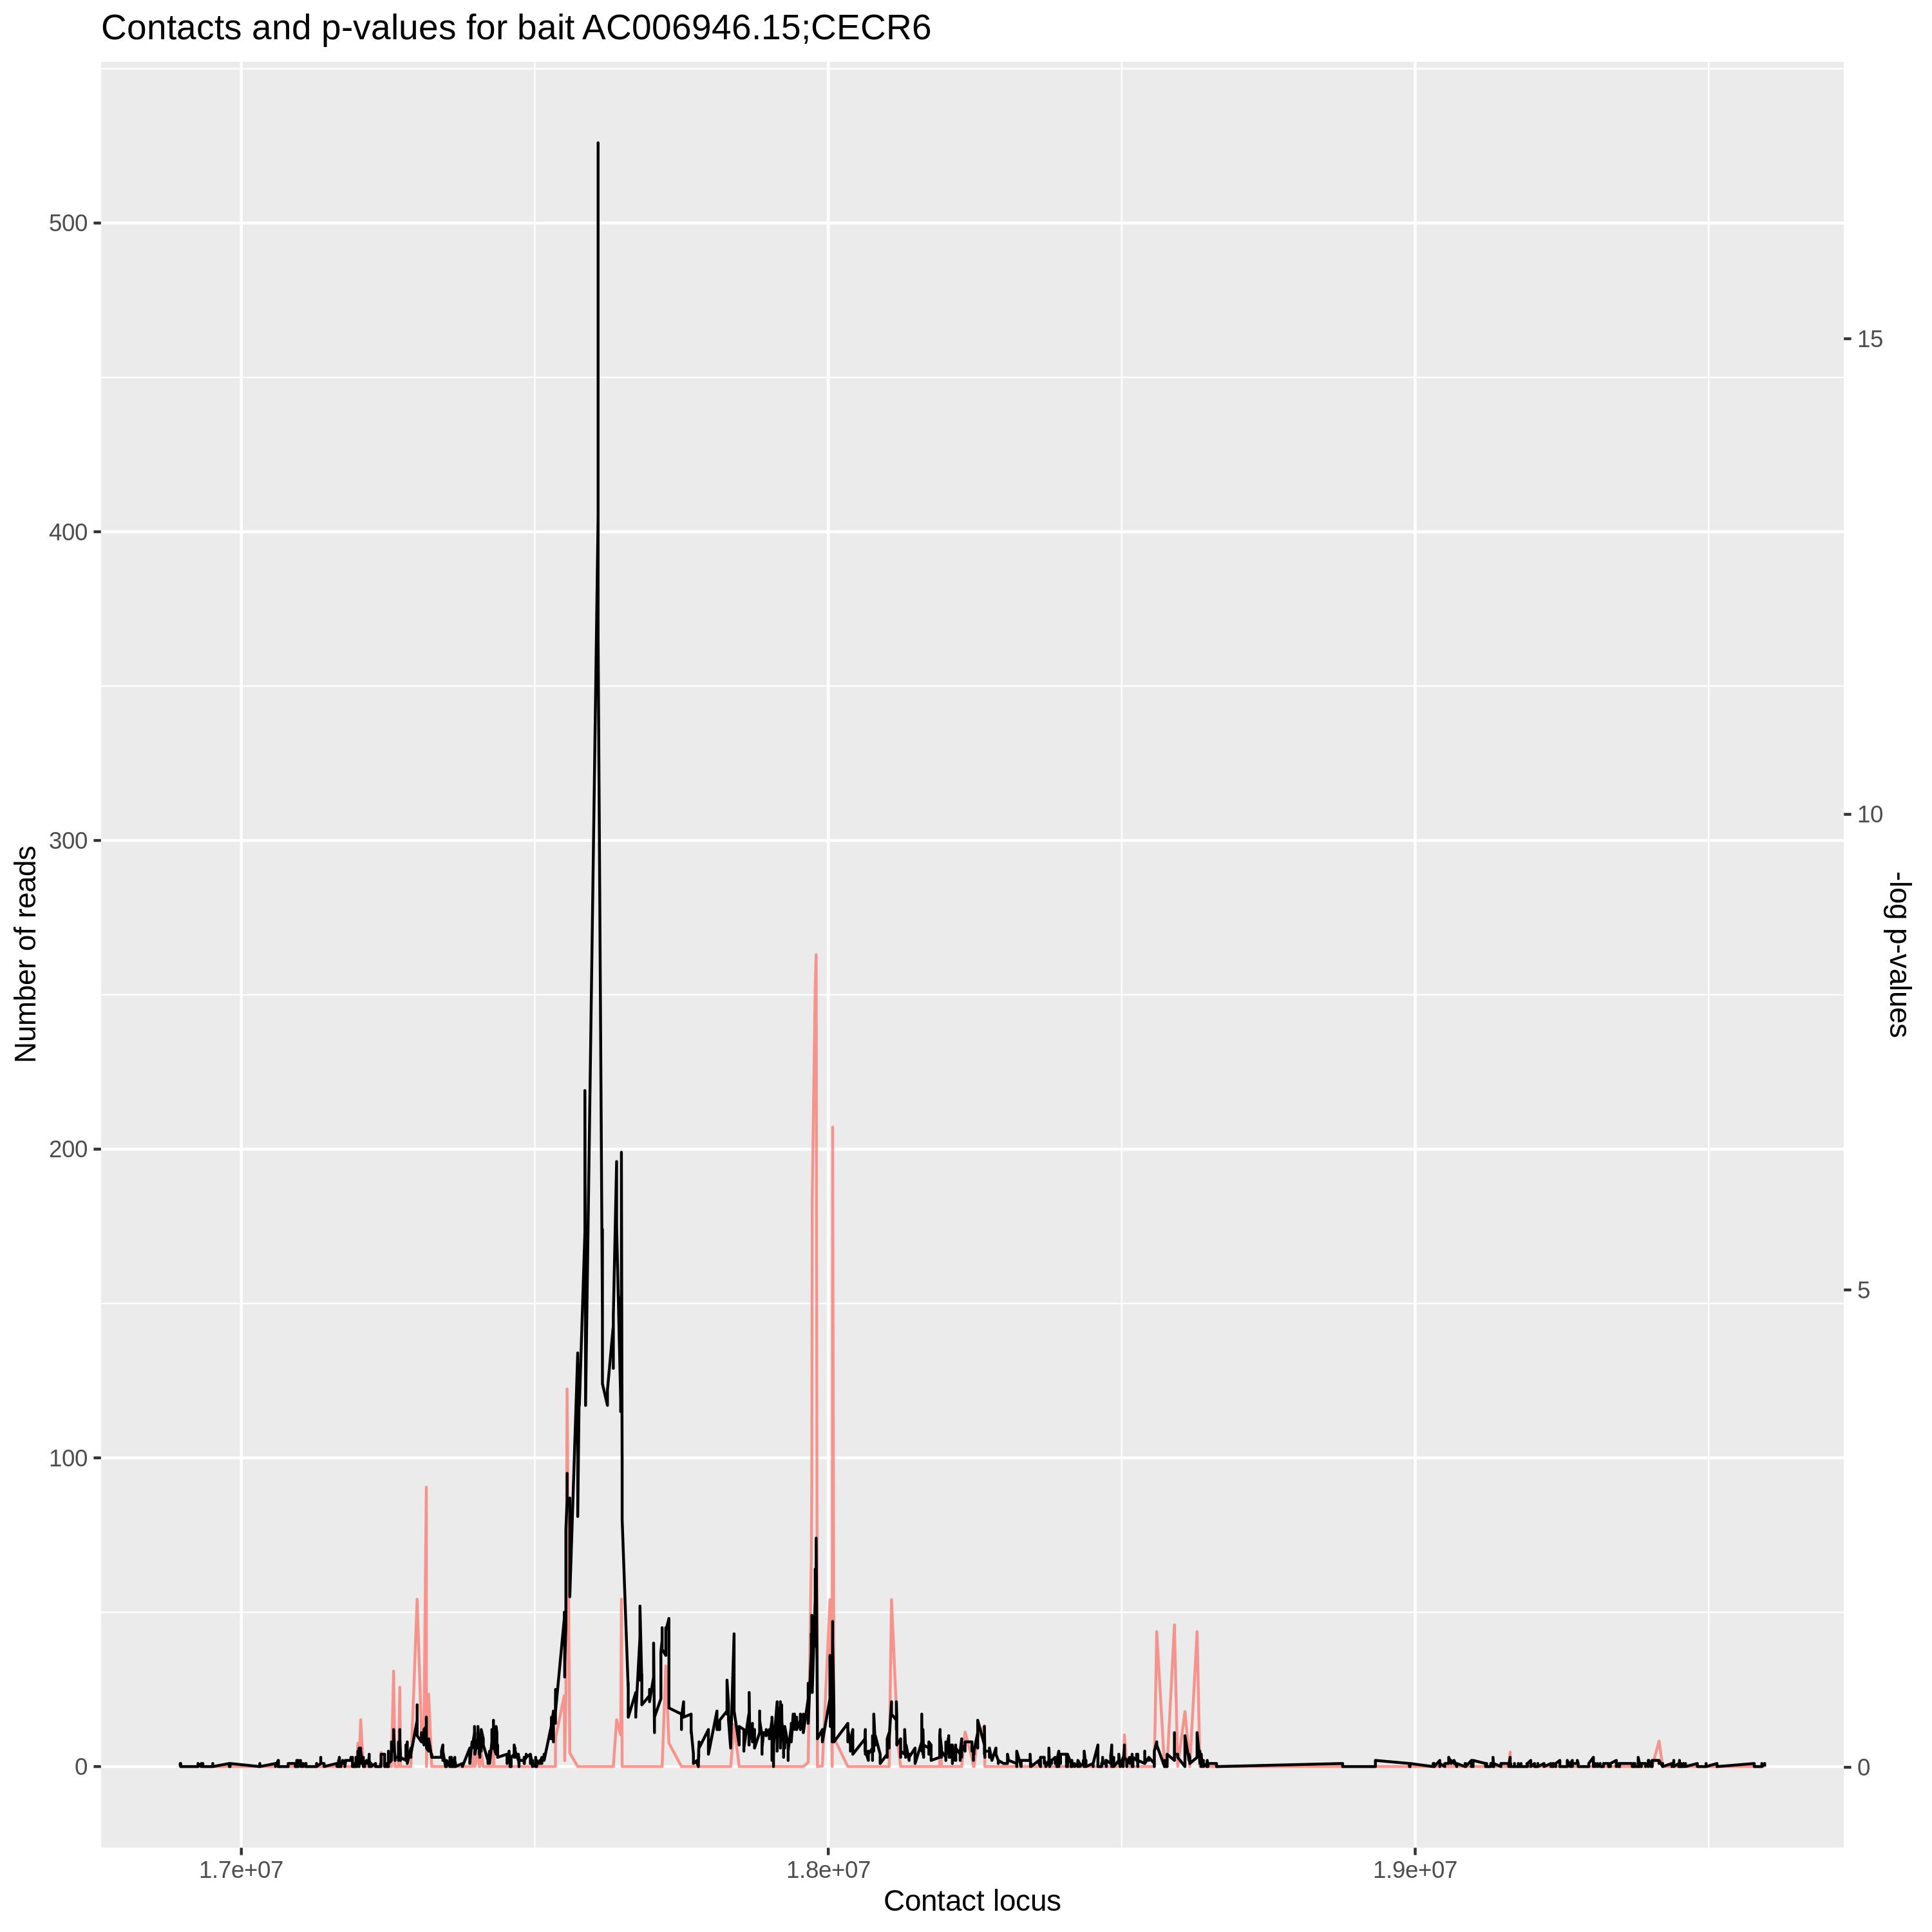 Contacts and p-values for bait AC006946.15;CECR6
500
400
300
200
100
0
Number of reads
15
10
5
0
-log p-values
1.7e+07
1.8e+07
1.9e+07
Contact locus